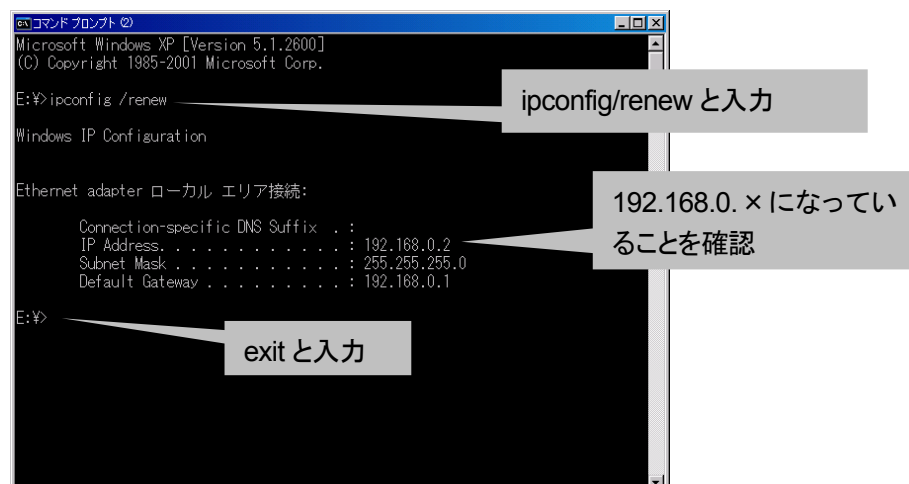 コマンド プロンプト (2)
Microsoft Windows XP [Version 5.1.2600]
(C) Copyright 1985-2001 Microsoft Corp.
E:¥>ipconfig /renew
ipconfig/renew と入力
Windows IP Configuration
Ethernet adapter ローカル エリア接続:
Connection-specific DNS Suffix . :
IP Address. . . . . . . . . . . . : 192.168.0.2
Subnet Mask . . . . . . . . . . . : 255.255.255.0
Default Gateway . . . . . . . . . : 192.168.0.1
192.168.0.×になってい
ることを確認
E:¥>
exit と入力